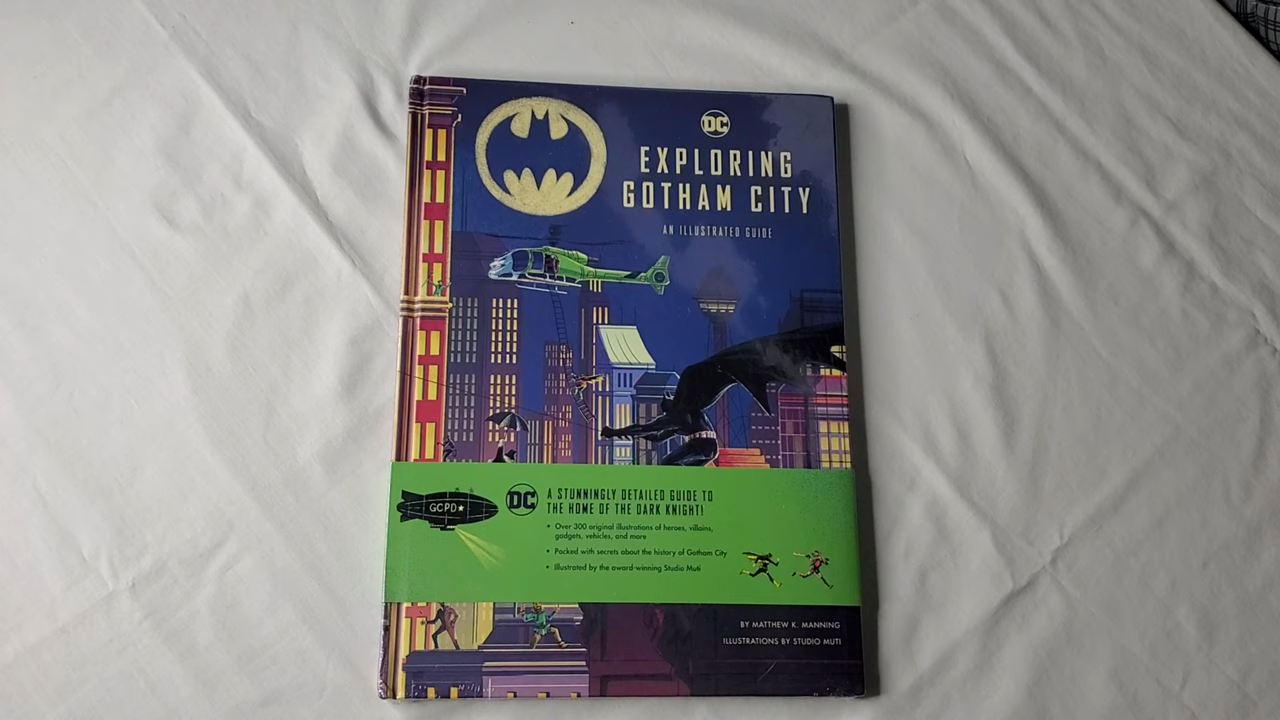 DC
EXPLORING
GOTHAM CITY
AN ILLUSTRATED GUIDE
GCPD★
DC
A STUNNINGLY DETAILED GUIDE TO
THE HOME OF THE DARK KNIGHT!
• Over 300 original illustrations of heroes, villains,
gadgets, vehicles, and more
• Packed with secrets about the history of Gotham City
• Illustrated by the award-winning Studio Muti
BY MATTHEW K. MANNING
ILLUSTRATIONS BY STUDIO MUTI